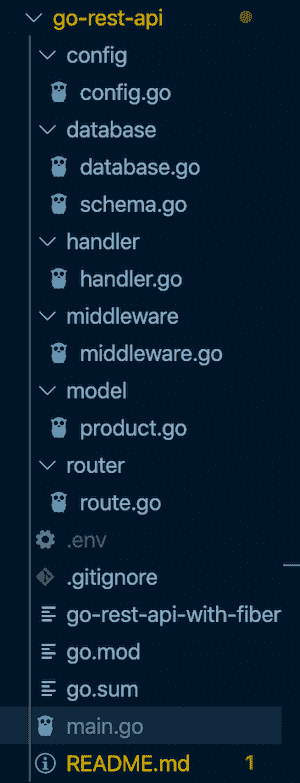 go-rest-api
config
config.go
database
database.go
schema.go
handler
handler.go
middleware
middleware.go
model
product.go
router
route.go
.env
.gitignore
go-rest-api-with-fiber
go.mod
go.sum
main.go
README.md 1